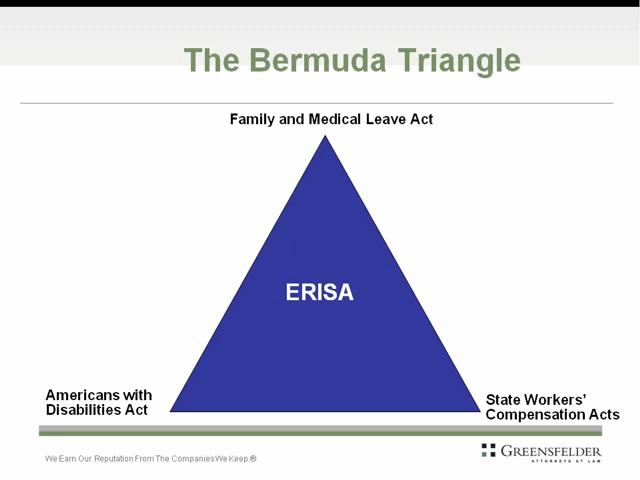 The Bermuda Triangle
Family and Medical Leave Act
ERISA
Americans with
Disabilities Act
State Workers'
Compensation Acts
We Earn Our Reputation From The Companies We Keep.®
GREENSFELDER
ATTORNEYS AT LAW